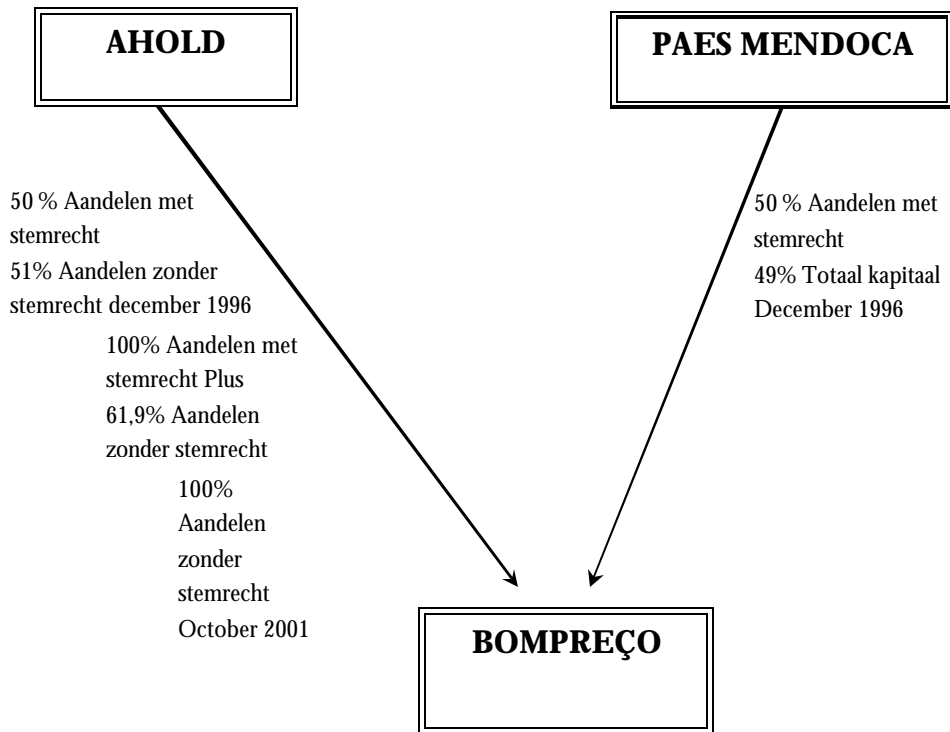 AHOLD
PAES MENDOCA
50 % Aandelen met
stemrecht
51% Aandelen zonder
stemrecht december 1996
100% Aandelen met
stemrecht Plus
61,9% Aandelen
zonder stemrecht
100%
Aandelen
zonder
stemrecht
October 2001
50 % Aandelen met
stemrecht
49% Totaal kapitaal
December 1996
BOMPREÇO